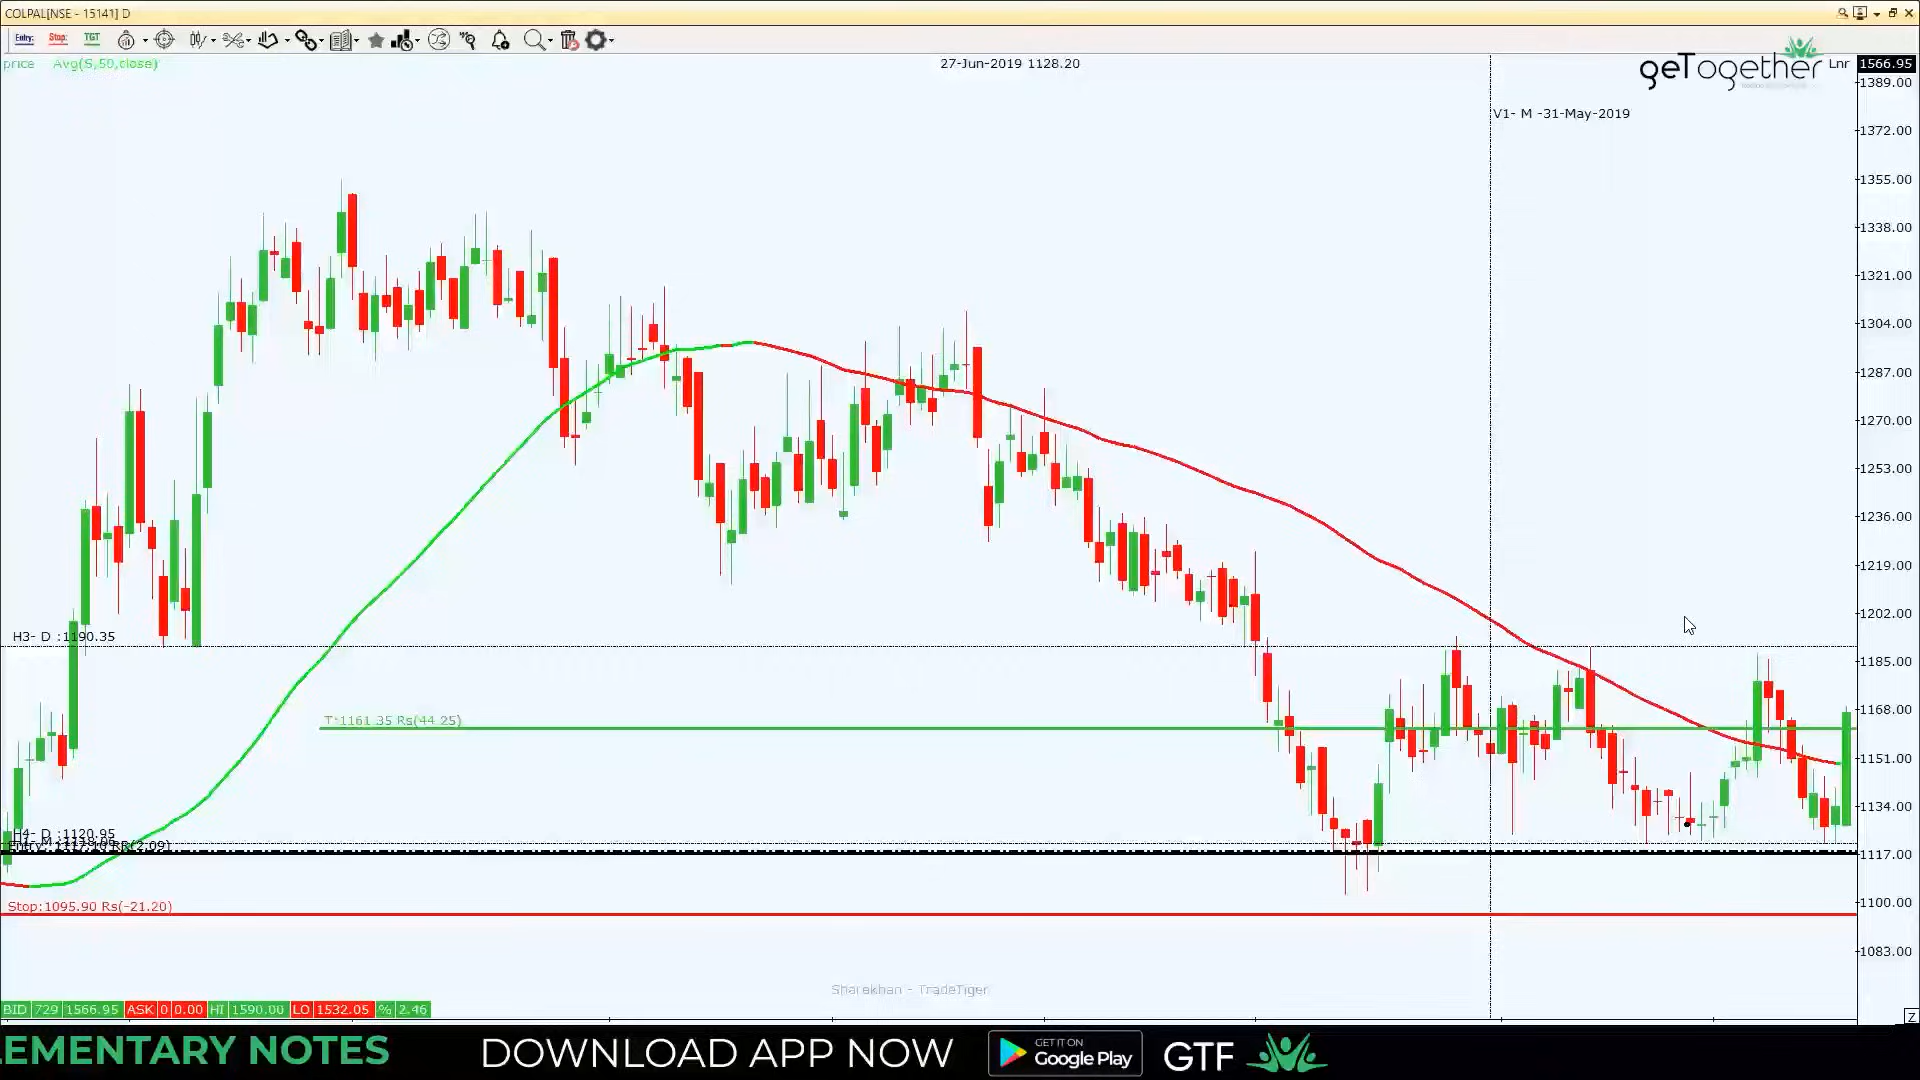 COLPAL[NSE - 15141] D
Entry: Stop: TGT
price Avg(S,50,close)
27-Jun-2019 1128.20
geTogether
Lnr
1566.95
1389.00
V1- M -31-May-2019
1372.00
1355.00
1338.00
1321.00
1304.00
1287.00
1270.00
1253.00
1236.00
1219.00
1202.00
H3- D :1190.35
1185.00
T:1161.35 Rs(44.25)
1168.00
1151.00
1134.00
H4- D :1120.95
1117.00
Stop:1095.90 Rs(-21.20)
1100.00
1083.00
Sharekhan - TradeTiger
BID 729 1566.95 ASK 0 0.00 HI 1590.00 LO 1532.05 % 2.46
Z
EMENTARY NOTES
DOWNLOAD APP NOW
GET IT ON
Google Play
GTF